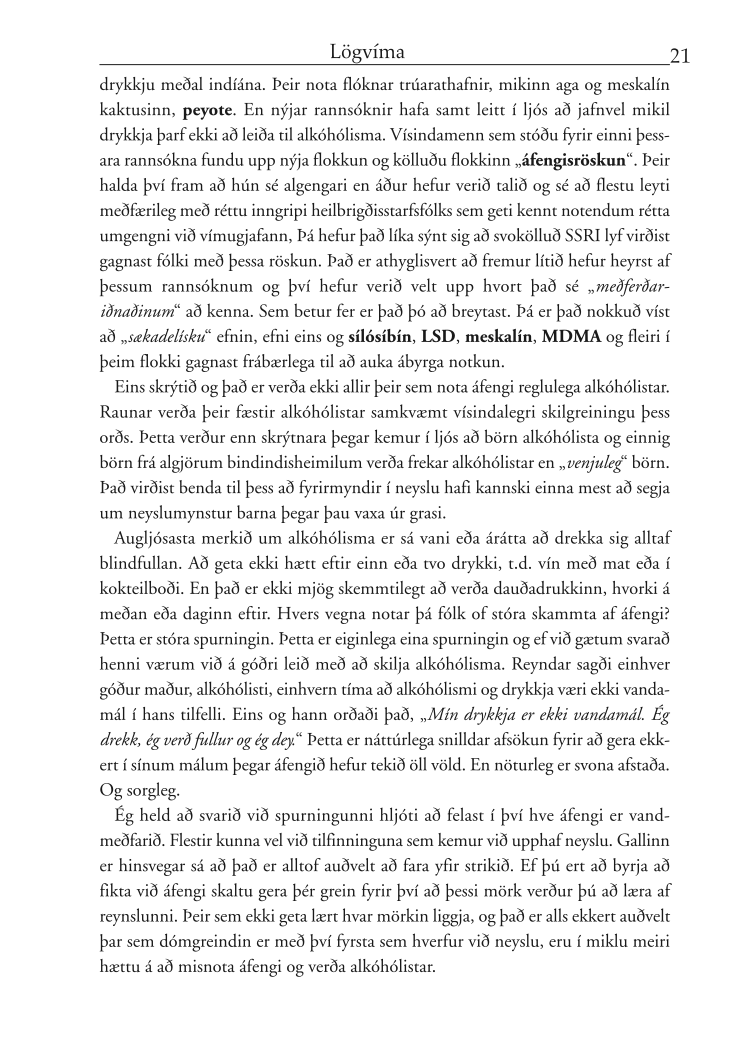 Lögvíma
21
drykkju meðal indíána. Þeir nota flóknar trúarathafnir, mikinn aga og meskalín
kaktusinn, peyote. En nýjar rannsóknir hafa samt leitt í ljós að jafnvel mikil
drykkja þarf ekki að leiða til alkóhólisma. Vísindamenn sem stóðu fyrir einni þess-
ara rannsókna fundu upp nýja flokkun og kölluðu flokkinn „áfengisröskun“. Þeir
halda því fram að hún sé algengari en áður hefur verið talið og sé að flestu leyti
meðfærileg með réttu inngripi heilbrigðisstarfsfólks sem geti kennt notendum rétta
umgengni við vímugjafann, Þá hefur það líka sýnt sig að svokölluð SSRI lyf virðist
gagnast fólki með þessa röskun. Það er athyglisvert að fremur lítið hefur heyrst af
þessum rannsóknum og því hefur verið velt upp hvort það sé „meðferðar-
iðnaðinum“ að kenna. Sem betur fer er það þó að breytast. Þá er það nokkuð víst
að „sækadelísku“ efnin, efni eins og sílósíbín, LSD, meskalín, MDMA og fleiri í
þeim flokki gagnast frábærlega til að auka ábyrga notkun.
Eins skrýtið og það er verða ekki allir þeir sem nota áfengi reglulega alkóhólistar.
Raunar verða þeir fæstir alkóhólistar samkvæmt vísindalegri skilgreiningu þess
orðs. Þetta verður enn skrýtnara þegar kemur í ljós að börn alkóhólista og einnig
börn frá algjörum bindindisheimilum verða frekar alkóhólistar en „venjuleg“ börn.
Það virðist benda til þess að fyrirmyndir í neyslu hafi kannski einna mest að segja
um neyslumynstur barna þegar þau vaxa úr grasi.
Augljósasta merkið um alkóhólisma er sá vani eða árátta að drekka sig alltaf
blindfullan. Að geta ekki hætt eftir einn eða tvo drykki, t.d. vín með mat eða í
kokteilboði. En það er ekki mjög skemmtilegt að verða dauðadrukkinn, hvorki á
meðan eða daginn eftir. Hvers vegna notar þá fólk of stóra skammta af áfengi?
Þetta er stóra spurningin. Þetta er eiginlega eina spurningin og ef við gætum svarað
henni værum við á góðri leið með að skilja alkóhólisma. Reyndar sagði einhver
góður maður, alkóhólisti, einhvern tíma að alkóhólismi og drykkja væri ekki vanda-
mál í hans tilfelli. Eins og hann orðaði það, „Mín drykkja er ekki vandamál. Ég
drekk, ég verð fullur og ég dey.“ Þetta er náttúrlega snilldar afsökun fyrir að gera ekk-
ert í sínum málum þegar áfengið hefur tekið öll völd. En nöturleg er svona afstaða.
Og sorgleg.
Ég held að svarið við spurningunni hljóti að felast í því hve áfengi er vand-
meðfarið. Flestir kunna vel við tilfinninguna sem kemur við upphaf neyslu. Gallinn
er hinsvegar sá að það er alltof auðvelt að fara yfir strikið. Ef þú ert að byrja að
fikta við áfengi skaltu gera þér grein fyrir því að þessi mörk verður þú að læra af
reynslunni. Þeir sem ekki geta lært hvar mörkin liggja, og það er alls ekkert auðvelt
þar sem dómgreindin er með því fyrsta sem hverfur við neyslu, eru í miklu meiri
hættu á að misnota áfengi og verða alkóhólistar.